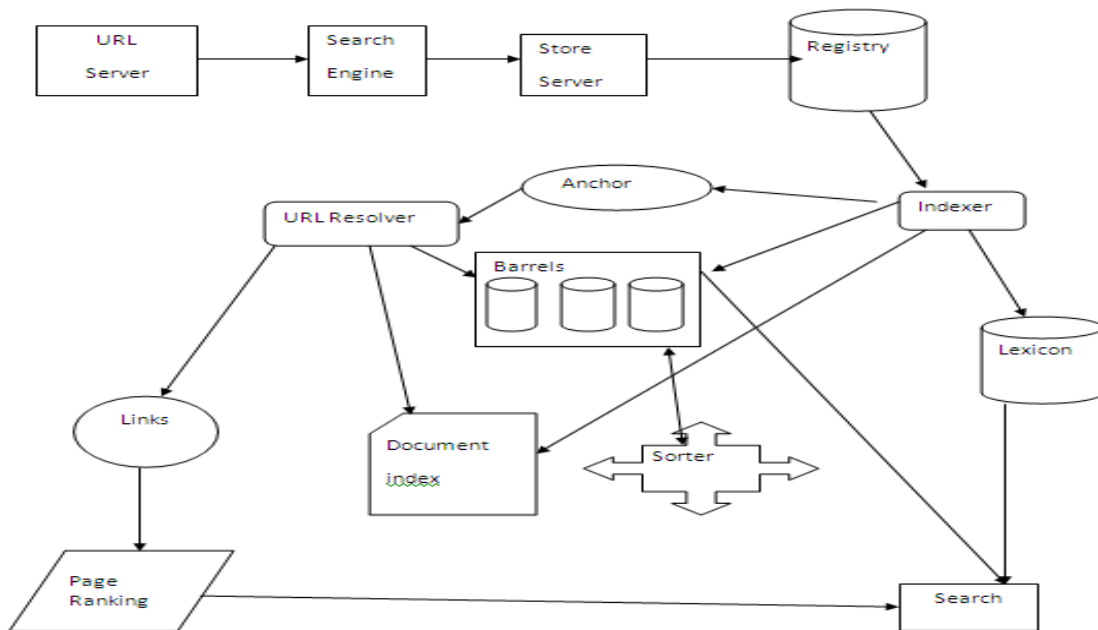 URL
Server
Search
Engine
Store
Server
Registry
Anchor
Indexer
URL Resolver
Barrels
Lexicon
Links
Document
index
Sorter
Page
Ranking
Search